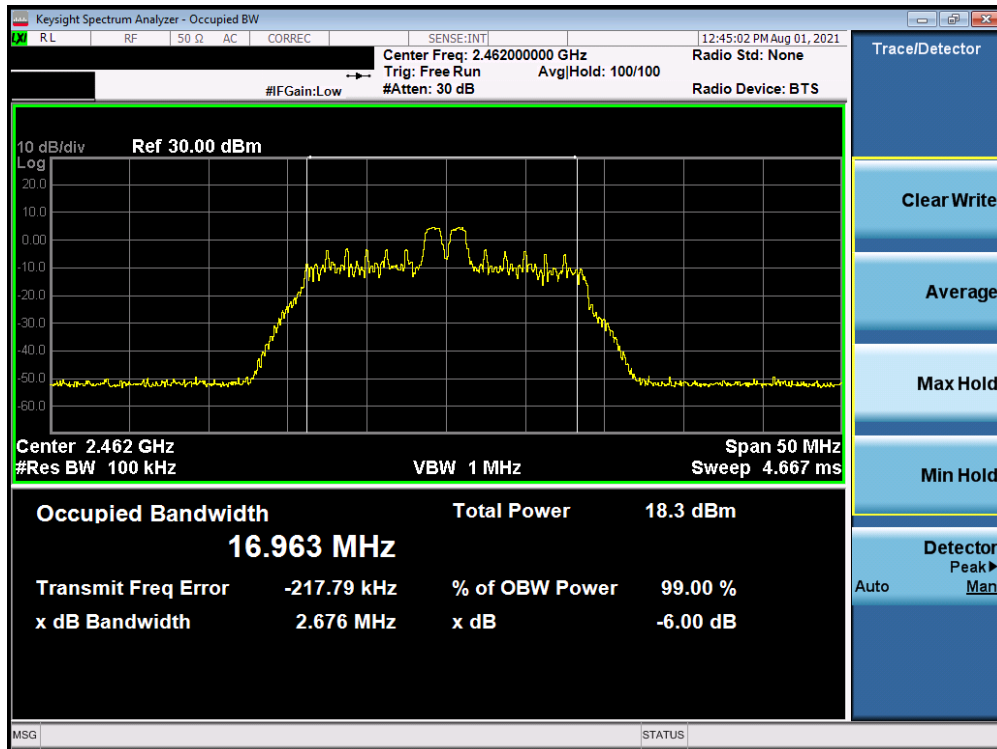 Keysight Spectrum Analyzer - Occupied BW
LXI RL RF 50 Ω AC CORREC SENSE:INT 12:45:02 PM Aug 01, 2021
Center Freq: 2.462000000 GHz Radio Std: None
Trig: Free Run Avg|Hold: 100/100
#IFGain:Low #Atten: 30 dB Radio Device: BTS
10 dB/div Ref 30.00 dBm
Log
20.0
10.0
0.00
-10.0
-20.0
-30.0
-40.0
-50.0
-60.0
Center 2.462 GHz Span 50 MHz
#Res BW 100 kHz VBW 1 MHz Sweep 4.667 ms
Occupied Bandwidth Total Power 18.3 dBm
16.963 MHz
Transmit Freq Error -217.79 kHz % of OBW Power 99.00 %
x dB Bandwidth 2.676 MHz x dB -6.00 dB
MSG STATUS
Trace/Detector
Clear Write
Average
Max Hold
Min Hold
Detector
Peak▶
Auto Man